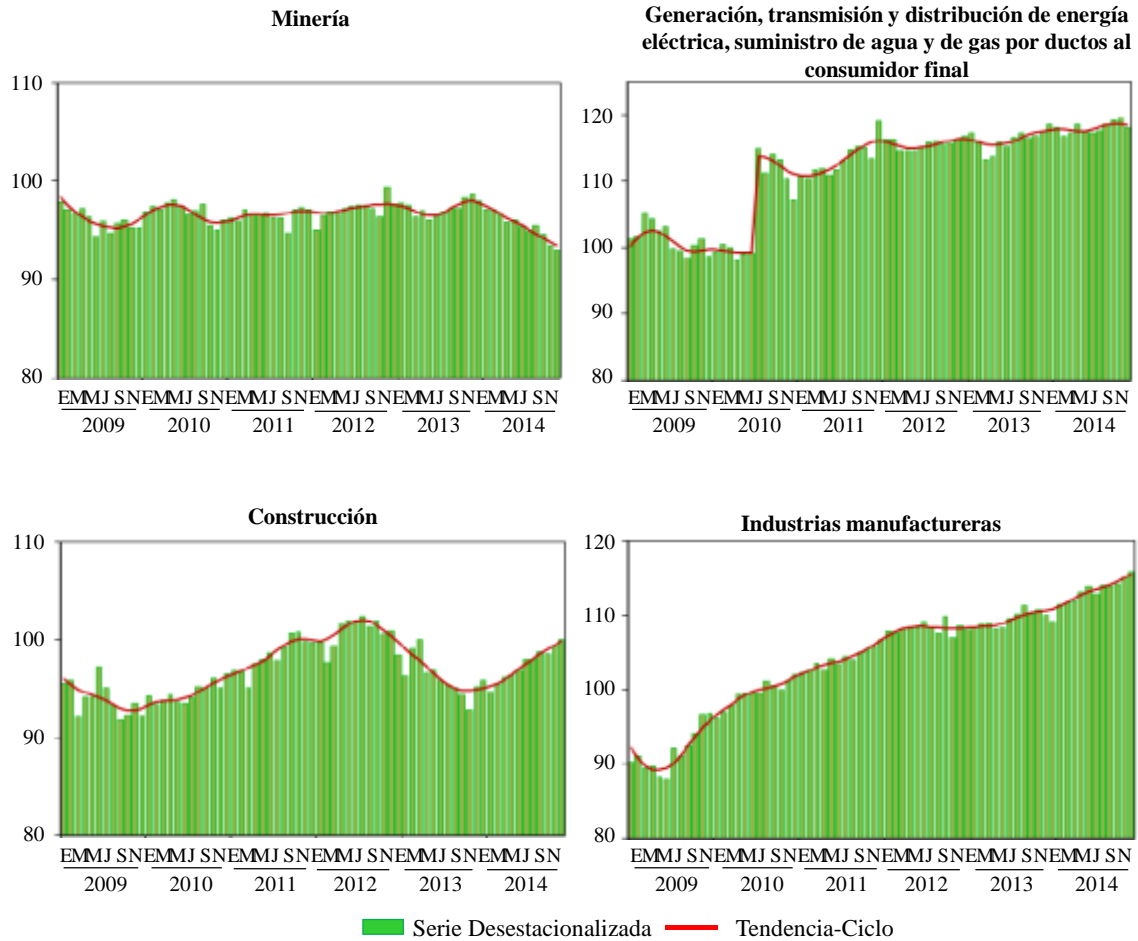 Minería
110
100
90
80
EMMJ SNEMMJ SNEMMJ SNEMMJ SNEMMJ SNEMMJ SN
2009 2010 2011 2012 2013 2014
Generación, transmisión y distribución de energía
eléctrica, suministro de agua y de gas por ductos al
consumidor final
120
110
100
90
80
EMMJ SNEMMJ SNEMMJ SNEMMJ SNEMMJ SNEMMJ SN
2009 2010 2011 2012 2013 2014
Construcción
110
100
90
80
EMMJ SNEMMJ SNEMMJ SNEMMJ SNEMMJ SNEMMJ SN
2009 2010 2011 2012 2013 2014
Industrias manufactureras
120
110
100
90
80
EMMJ SNEMMJ SNEMMJ SNEMMJ SNEMMJ SNEMMJ SN
2009 2010 2011 2012 2013 2014
Serie Desestacionalizada Tendencia-Ciclo